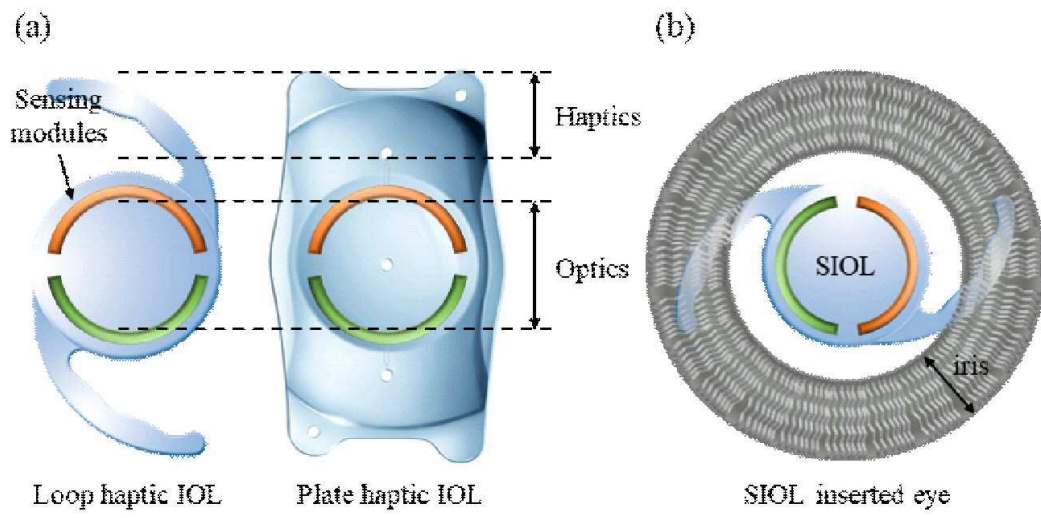 (a)
(b)
Sensing
modules
Haptics
Optics
SIOL
iris
Loop haptic IOL
Plate haptic IOL
SIOL inserted eye